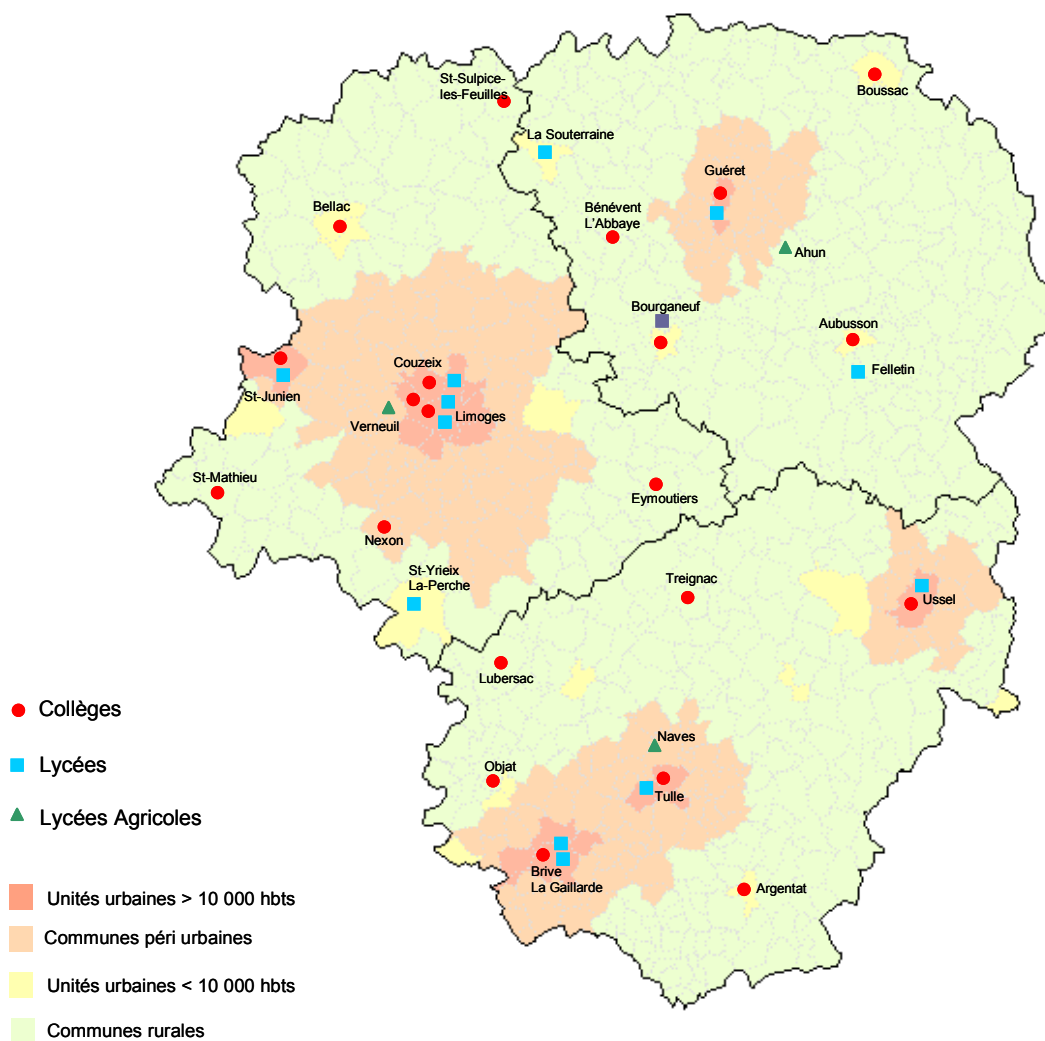 St-Sulpice-
les-Feuilles
Boussac
La Souterraine
Guéret
Bellac
Bénévent
L'Abbaye
Ahun
Bourganeuf
Aubusson
Couzeix
Felletin
St-Junien
Limoges
Verneuil
St-Mathieu
Eymoutiers
Nexon
St-Yrieix
La-Perche
Treignac
Ussel
Lubersac
Collèges
Naves
Lycées
Objat
Tulle
Lycées Agricoles
Brive
La Gaillarde
Argentat
Unités urbaines > 10 000 hbts
Communes péri urbaines
Unités urbaines < 10 000 hbts
Communes rurales